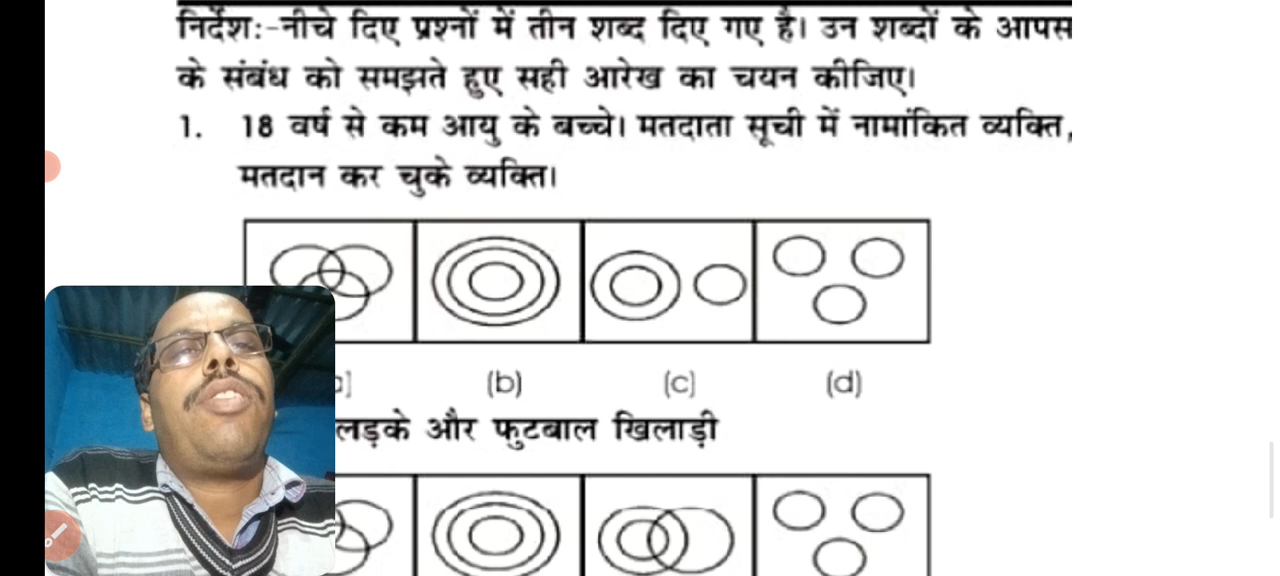 निर्देश:-नीचे दिए प्रश्नों में तीन शब्द दिए गए है। उन शब्दों के आपस
के संबंध को समझते हुए सही आरेख का चयन कीजिए।
1. 18 वर्ष से कम आयु के बच्चे। मतदाता सूची में नामांकित व्यक्ति,
मतदान कर चुके व्यक्ति।
(b) (c) (d)
लड़के और फुटबाल खिलाड़ी